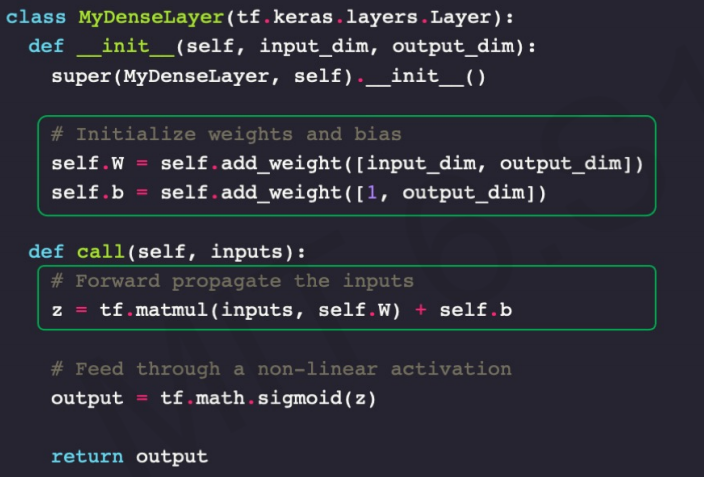 class MyDenseLayer(tf.keras.layers.Layer):
  def __init__(self, input_dim, output_dim):
    super(MyDenseLayer, self).__init__()
    # Initialize weights and bias
    self.W = self.add_weight([input_dim, output_dim])
    self.b = self.add_weight([1, output_dim])
  def call(self, inputs):
    # Forward propagate the inputs
    z = tf.matmul(inputs, self.W) + self.b
    # Feed through a non-linear activation
    output = tf.math.sigmoid(z)
    return output